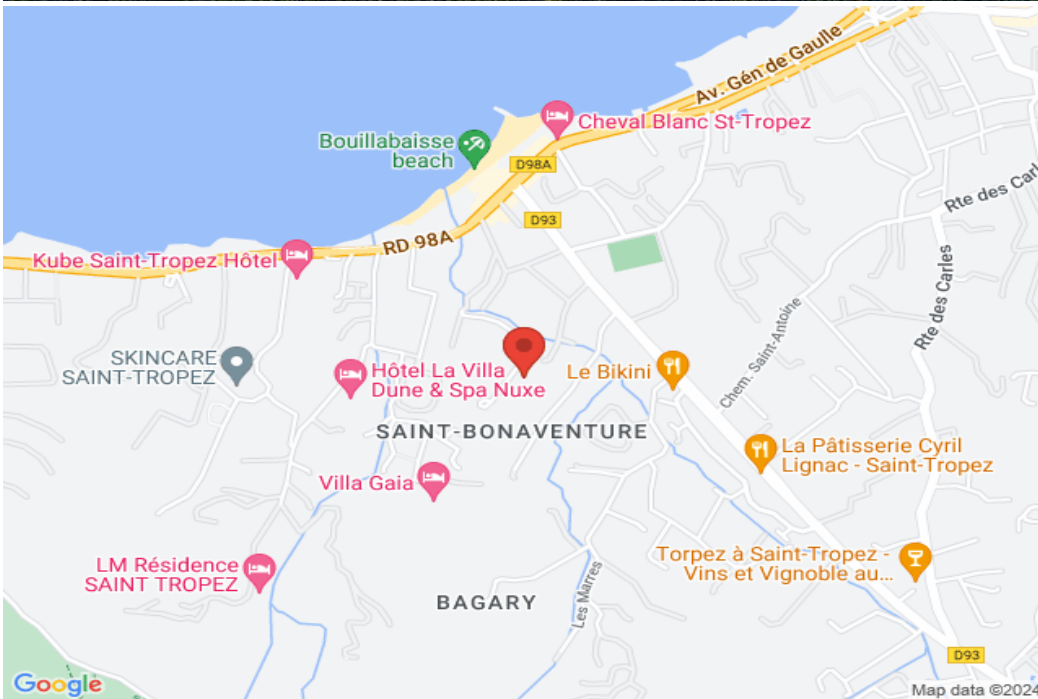 Av. Gén de Gaulle
Cheval Blanc St-Tropez
Bouillabaisse
beach
D98A
Rte des Carl
D93
RD 98A
Kube Saint-Tropez Hôtel
Rte des Carles
Chem. Saint-Antoine
SKINCARE
SAINT-TROPEZ
Hôtel La Villa
Dune & Spa Nuxe
Le Bikini
SAINT-BONAVENTURE
La Pâtisserie Cyril
Lignac - Saint-Tropez
Villa Gaia
Torpez à Saint-Tropez -
Vins et Vignoble au...
LM Résidence
SAINT TROPEZ
Les Marres
BAGARY
D93
Google
Map data ©2024